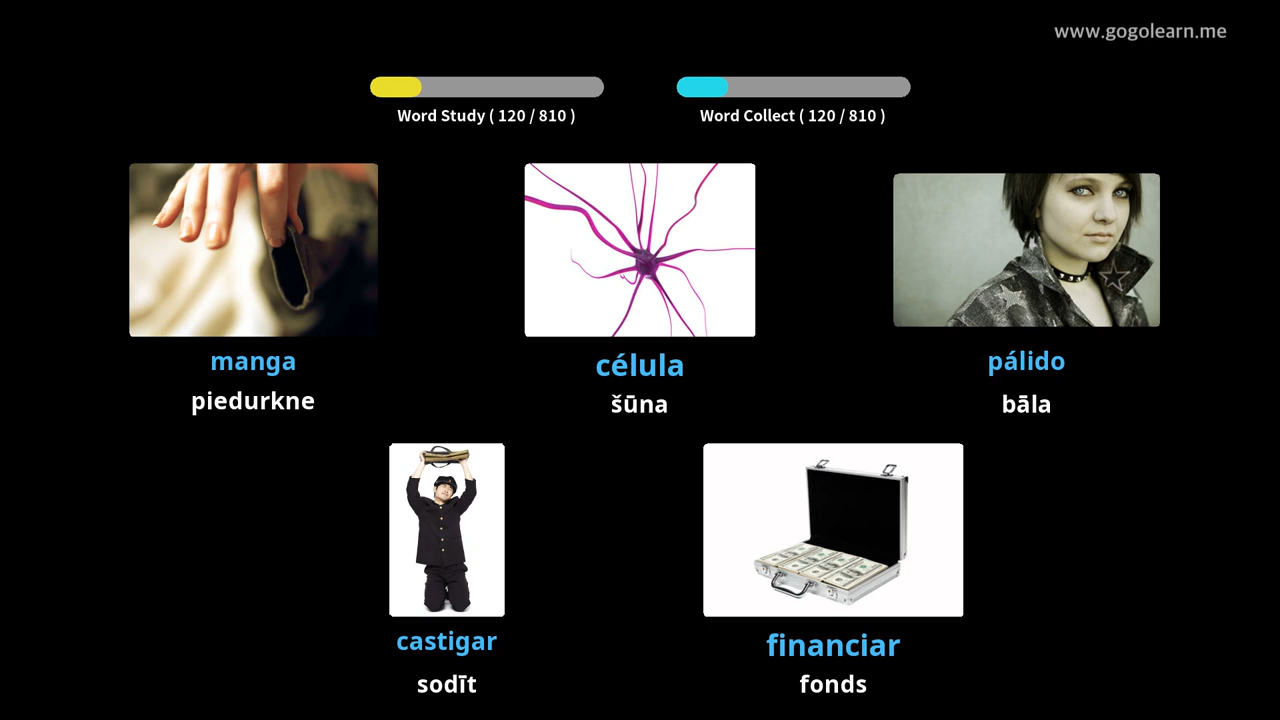 www.gogolearn.me
Word Study ( 120 / 810 )
Word Collect ( 120 / 810 )
manga
piedurkne
célula
šūna
pálido
bāla
castigar
sodīt
financiar
fonds